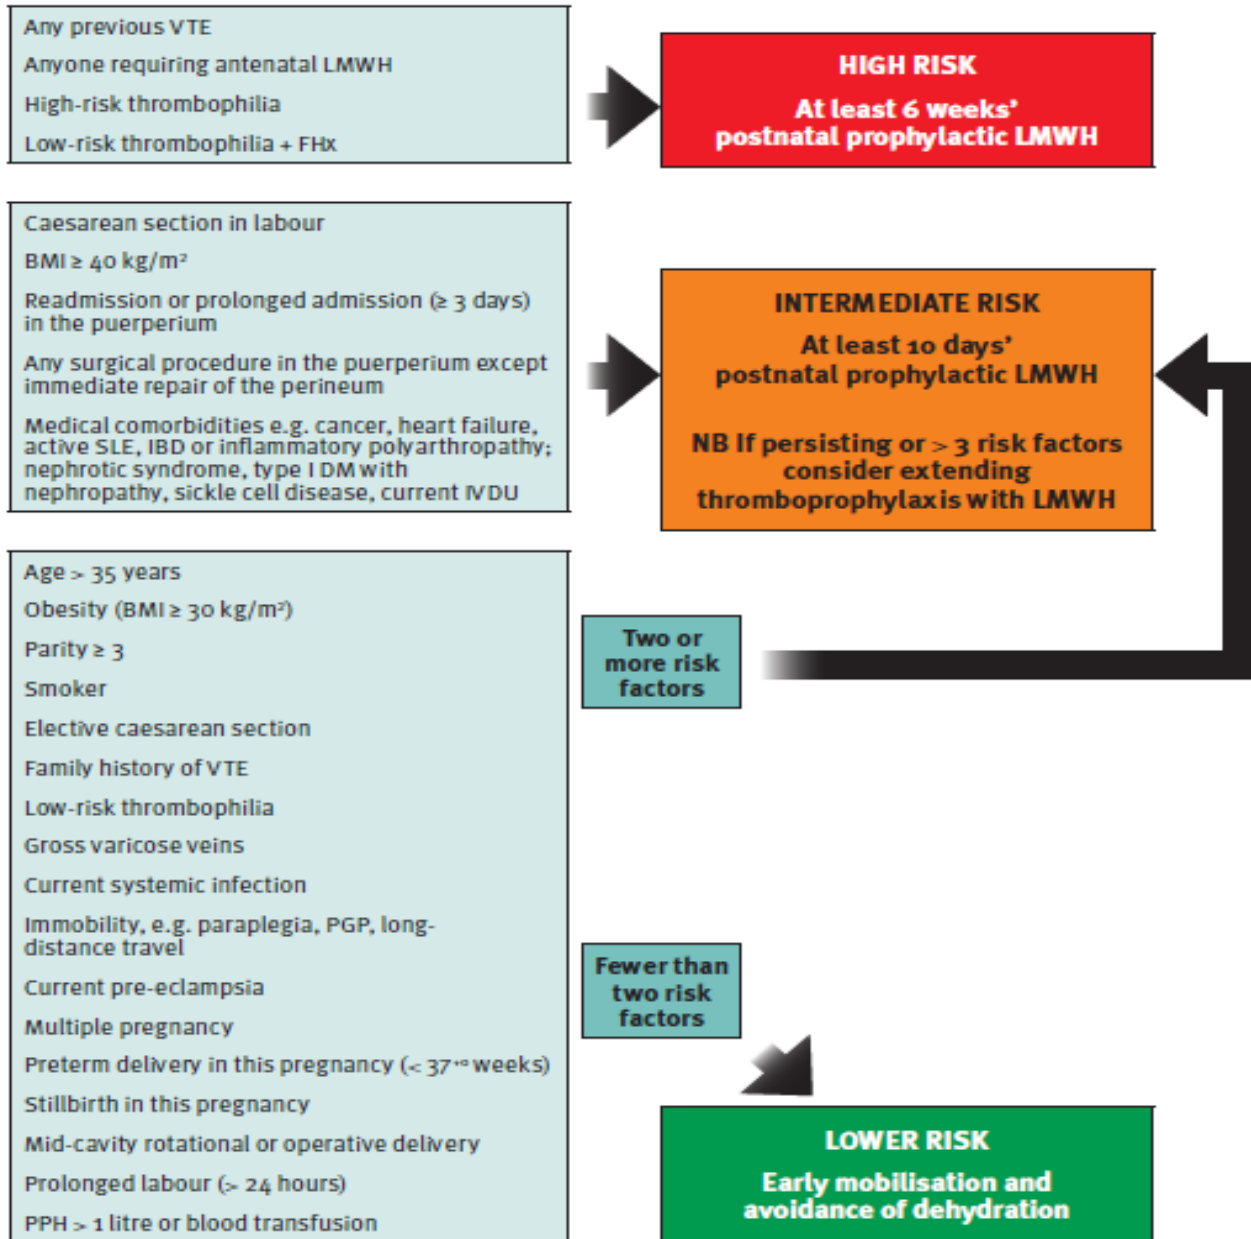 Any previous VTE
Anyone requiring antenatal LMWH
High-risk thrombophilia
Low-risk thrombophilia + FHx
HIGH RISK
At least 6 weeks'
postnatal prophylactic LMWH
Caesarean section in labour
BMI ≥ 40 kg/m²
Readmission or prolonged admission (≥ 3 days)
in the puerperium
Any surgical procedure in the puerperium except
immediate repair of the perineum
Medical comorbidities e.g. cancer, heart failure,
active SLE, IBD or inflammatory polyarthropathy;
nephrotic syndrome, type I DM with
nephropathy, sickle cell disease, current IVDU
INTERMEDIATE RISK
At least 10 days'
postnatal prophylactic LMWH
NB If persisting or > 3 risk factors
consider extending
thromboprophylaxis with LMWH
Age > 35 years
Obesity (BMI ≥ 30 kg/m²)
Parity ≥ 3
Smoker
Elective caesarean section
Family history of VTE
Low-risk thrombophilia
Gross varicose veins
Current systemic infection
Immobility, e.g. paraplegia, PGP, long-
distance travel
Current pre-eclampsia
Multiple pregnancy
Preterm delivery in this pregnancy (< 37⁺⁰ weeks)
Stillbirth in this pregnancy
Mid-cavity rotational or operative delivery
Prolonged labour (> 24 hours)
PPH > 1 litre or blood transfusion
Two or
more risk
factors
Fewer than
two risk
factors
LOWER RISK
Early mobilisation and
avoidance of dehydration